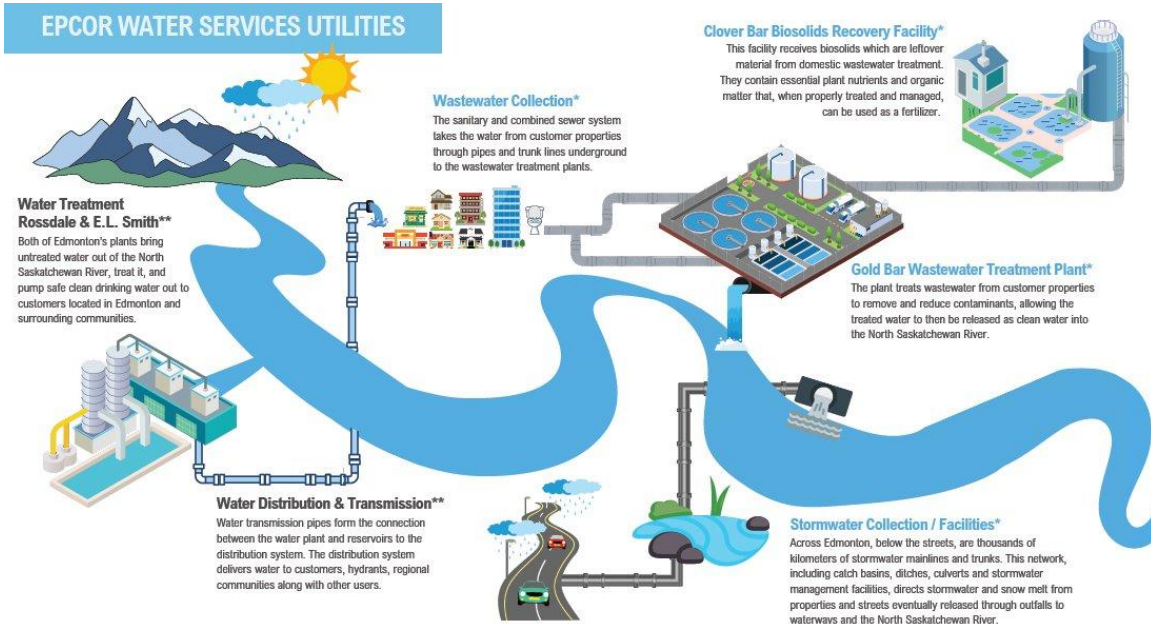 EPCOR WATER SERVICES UTILITIES
Clover Bar Biosolids Recovery Facility*
This facility receives biosolids which are leftover
material from domestic wastewater treatment.
They contain essential plant nutrients and organic
matter that, when properly treated and managed,
can be used as a fertilizer.
Wastewater Collection*
The sanitary and combined sewer system
takes the water from customer properties
through pipes and trunk lines underground
to the wastewater treatment plants.
Water Treatment
Rossdale & E.L. Smith**
Both of Edmonton's plants bring
untreated water out of the North
Saskatchewan River, treat it, and
pump safe clean drinking water out to
customers located in Edmonton and
surrounding communities.
Gold Bar Wastewater Treatment Plant*
The plant treats wastewater from customer properties
to remove and reduce contaminants, allowing the
treated water to then be released as clean water into
the North Saskatchewan River.
Water Distribution & Transmission**
Water transmission pipes form the connection
between the water plant and reservoirs to the
distribution system. The distribution system
delivers water to customers, hydrants, regional
communities along with other users.
Stormwater Collection / Facilities*
Across Edmonton, below the streets, are thousands of
kilometers of stormwater mainlines and trunks. This network,
including catch basins, ditches, culverts and stormwater
management facilities, directs stormwater and snow melt from
properties and streets eventually released through outfalls to
waterways and the North Saskatchewan River.